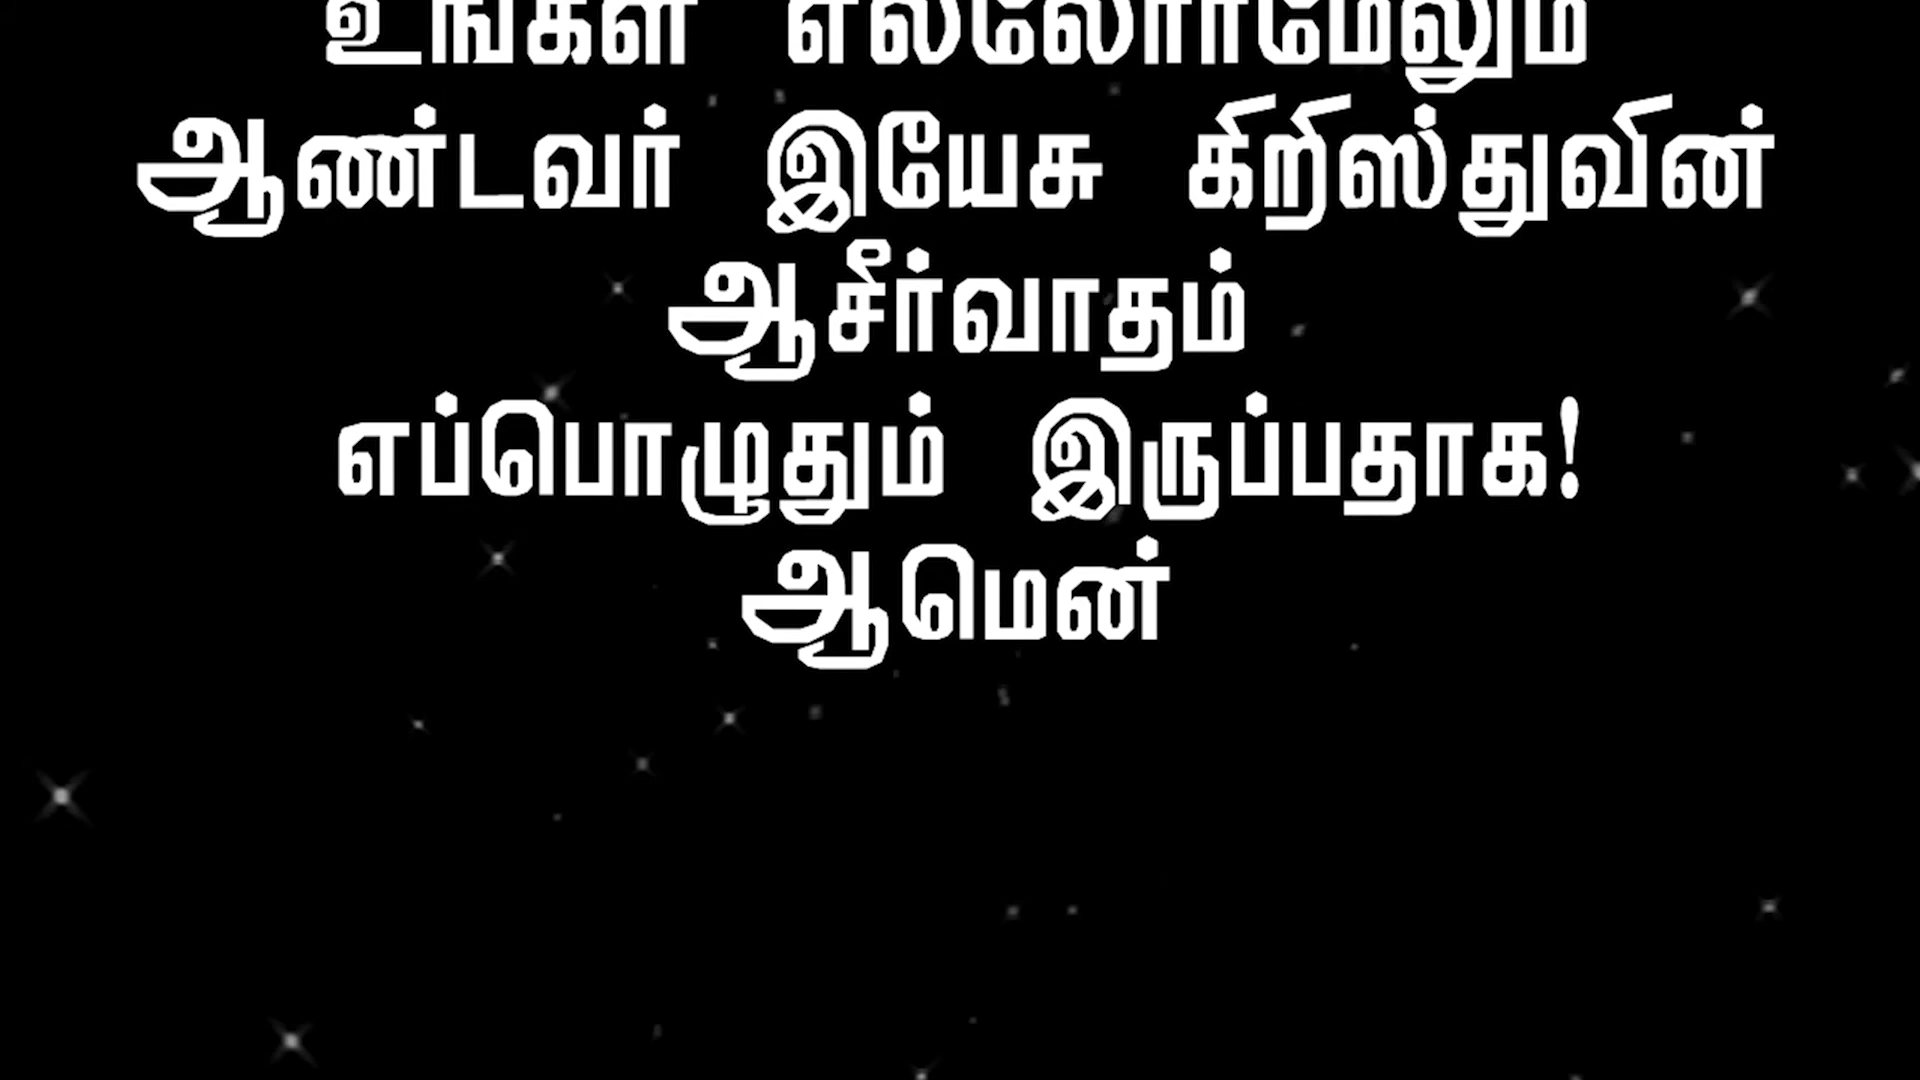 உங்கள் எல்லோர்மேலும்
ஆண்டவர் இயேசு கிறிஸ்துவின்
ஆசீர்வாதம்
எப்பொழுதும் இருப்பதாக!
ஆமென்